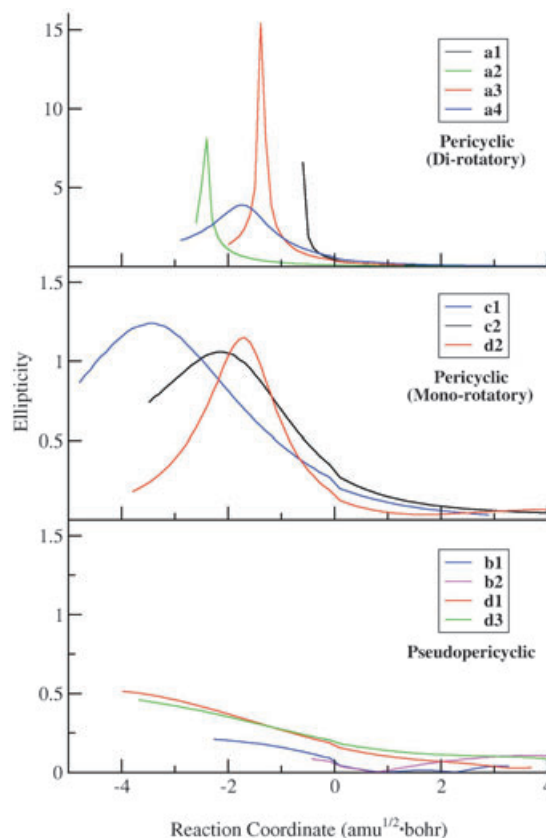 15
10
5
a1
a2
a3
a4
Pericyclic
(Di-rotatory)
Ellipticity
1.5
1
0.5
c1
c2
d2
Pericyclic
(Mono-rotatory)
1.5
1
0.5
0
b1
b2
d1
d3
Pseudopericyclic
-4 -2 0 2 4
Reaction Coordinate (amu1/2·bohr)